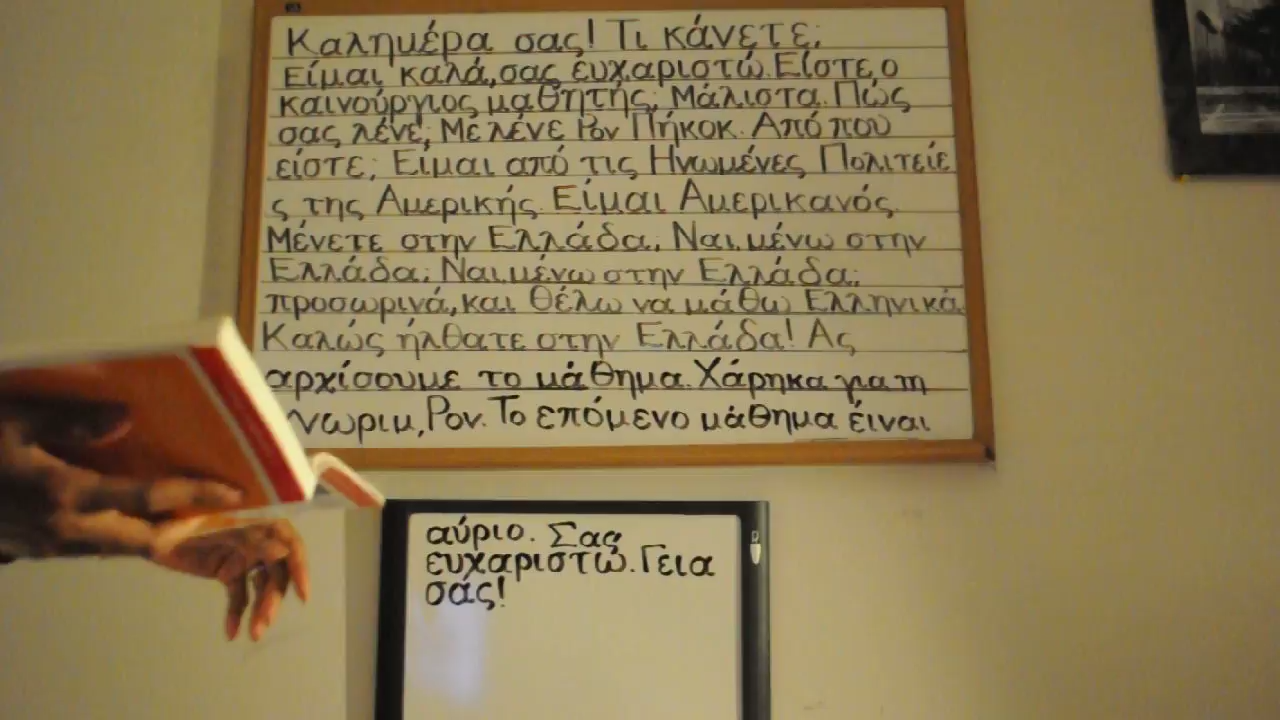 Καλημέρα σας! Τι κάνετε;
Είμαι καλά, σας ευχαριστώ. Είστε ο
καινούργιος μαθητής; Μάλιστα. Πώς
σας λένε; Με λένε Ρον Πήκοκ. Από που
είστε; Είμαι από τις Ηνωμένες Πολιτείε
ς της Αμερικής. Είμαι Αμερικανός.
Μένετε στην Ελλάδα; Ναι, μένω στην
Ελλάδα; Ναι, μένω στην Ελλάδα;
προσωρινά, και θέλω να μάθω Ελληνικά
Καλώς ήλθατε στην Ελλάδα! Ας
αρχίσουμε το μάθημα. Χάρηκα για τη
νωριμ, Ρον. Το επόμενο μάθημα έιναι
αύριο. Σας
ευχαριστώ. Γεια
σάς!